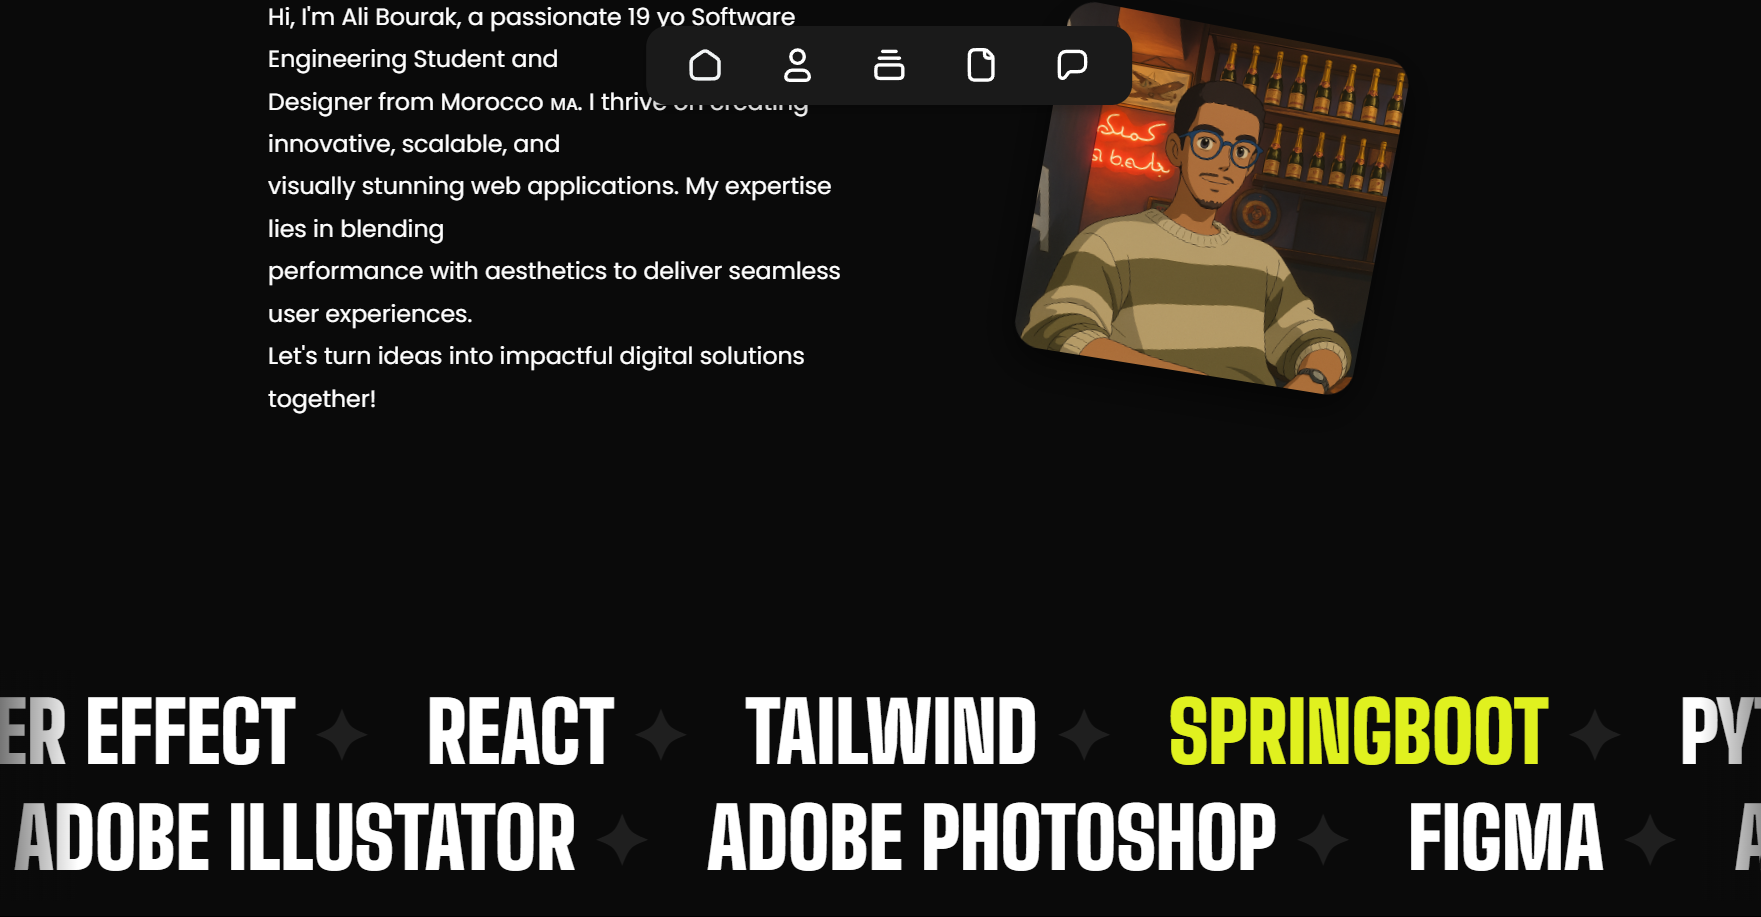 Hi, I'm Ali Bourak, a passionate 19 yo Software
Engineering Student and
Designer from Morocco MA. I thrive on creating
innovative, scalable, and
visually stunning web applications. My expertise
lies in blending
performance with aesthetics to deliver seamless
user experiences.
Let's turn ideas into impactful digital solutions
together!
ER EFFECT REACT TAILWIND SPRINGBOOT
ADOBE ILLUSTATOR ADOBE PHOTOSHOP FIGMA